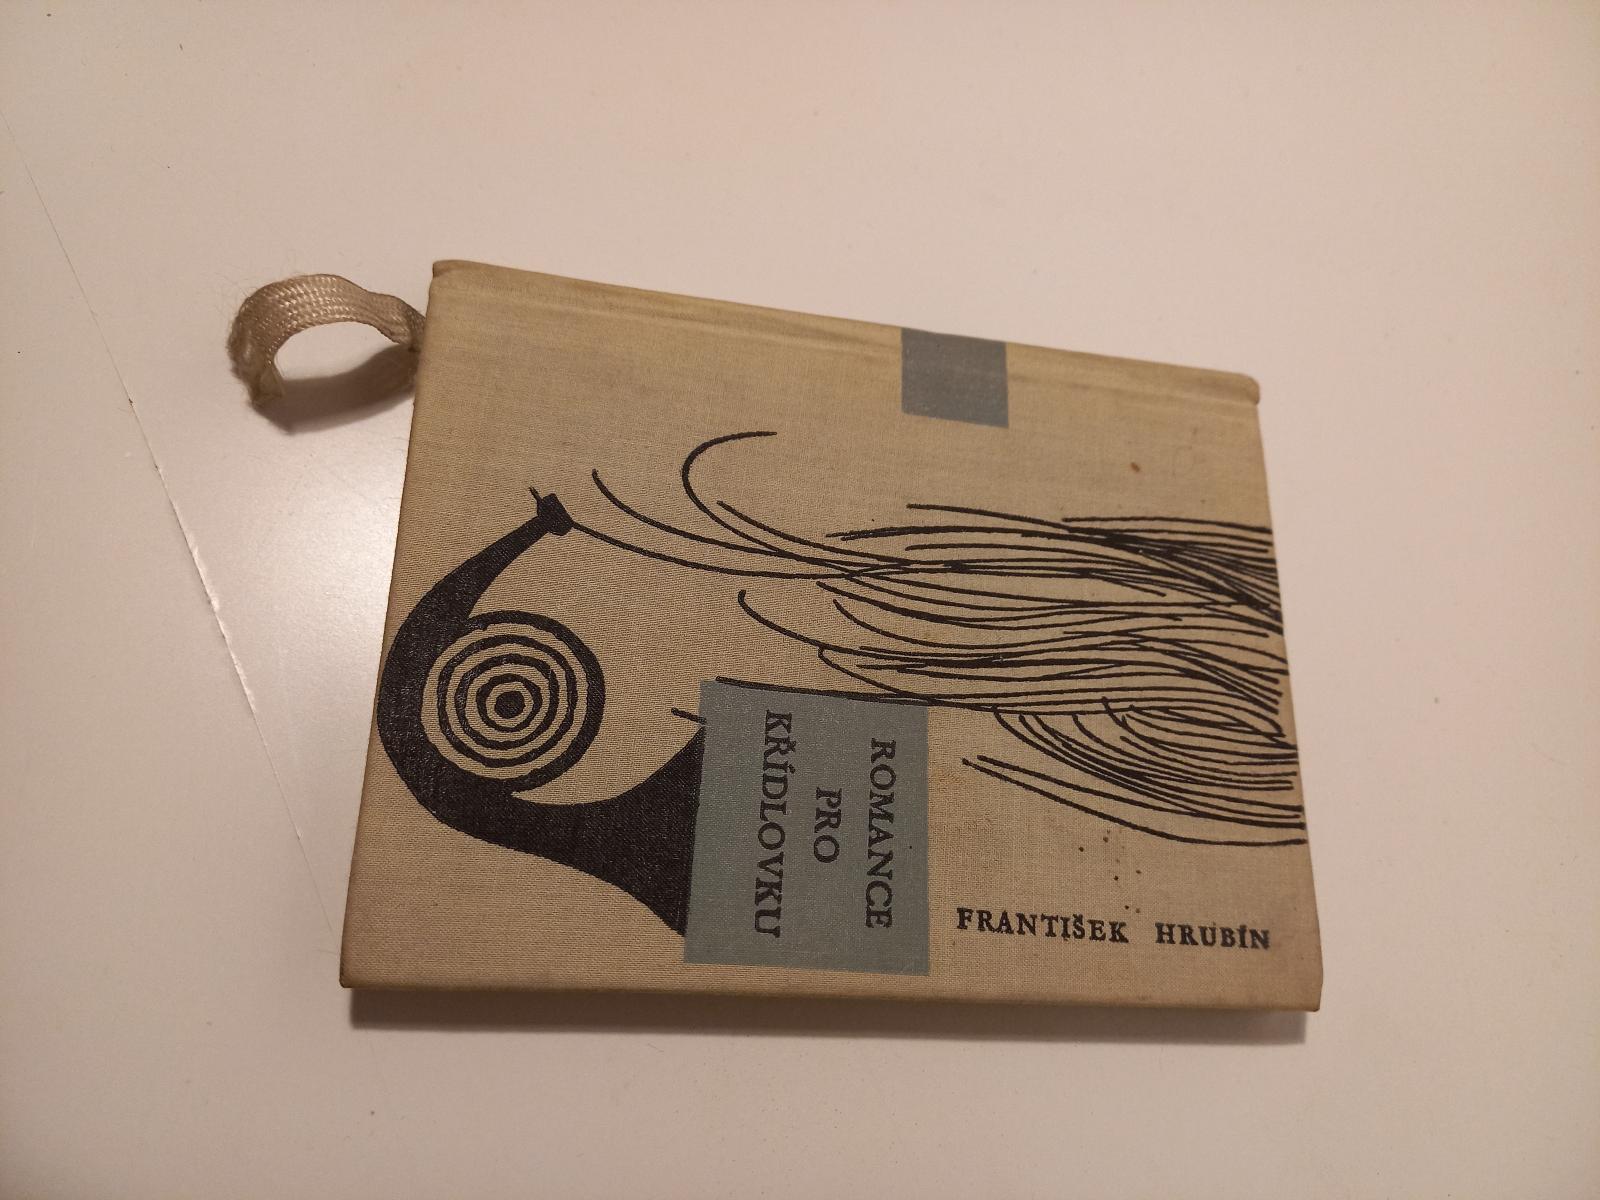 ROMANCE
PRO
KŘÍDLOVKU
FRANTIŠEK HRUBÍN